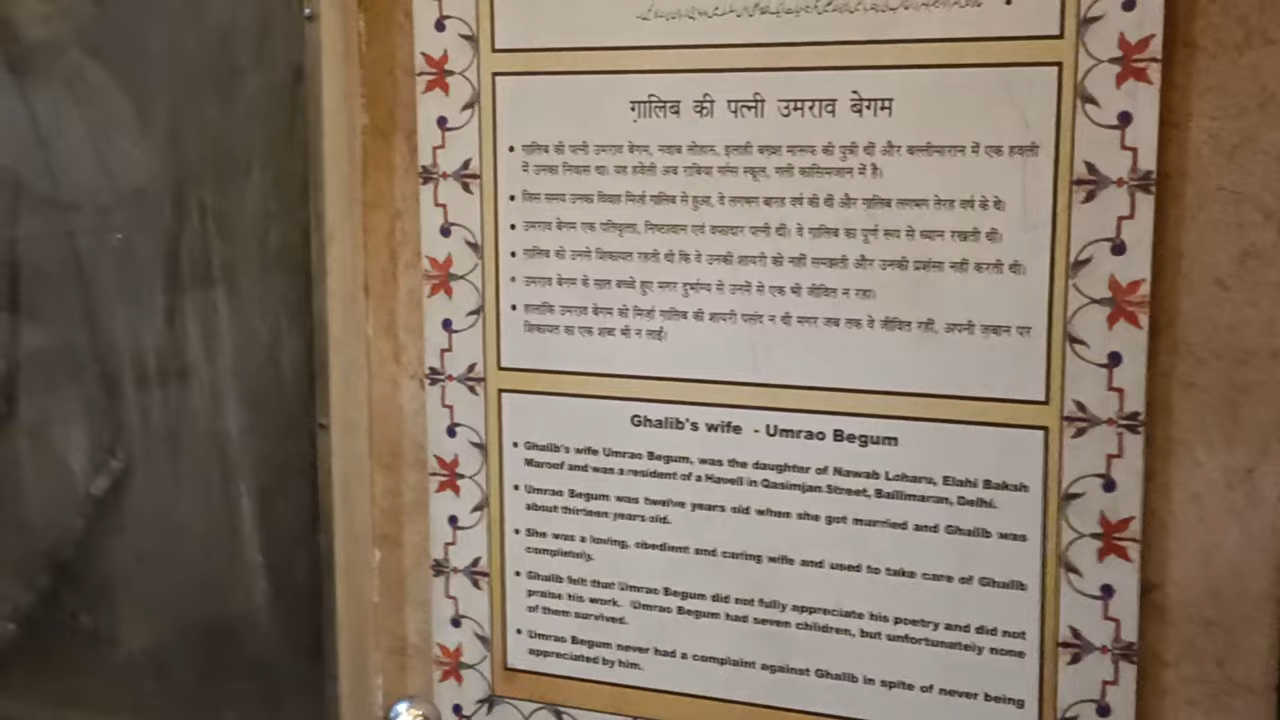 ग़ालिब की पत्नी उमराव बेगम
• ग़ालिब की पत्नी उमराव बेगम, नवाब लोहारू, इलाही बख़्श मारूफ की पुत्री थीं और बल्लीमारान में एक हवेली
में उनका निवास था। यह हवेली अब राबिया गर्ल्स स्कूल, गली क़ासिमजान में है।
• जिस समय उनका विवाह मिर्ज़ा ग़ालिब से हुआ, वे लगभग बारह वर्ष की थीं और ग़ालिब लगभग तेरह वर्ष के थे।
• उमराव बेगम एक पतिव्रता, निष्ठावान एवं वफ़ादार पत्नी थीं। वे ग़ालिब का पूर्ण रूप से ध्यान रखती थीं।
• ग़ालिब को उनसे शिकायत रहती थी कि वे उनकी शायरी को नहीं समझतीं और उनकी प्रशंसा नहीं करती थीं।
• उमराव बेगम के सात बच्चे हुए मगर दुर्भाग्य से उनमें से एक भी जीवित न रहा।
• हालांकि उमराव बेगम को मिर्ज़ा ग़ालिब की शायरी पसंद न थी मगर जब तक वे जीवित रहीं, अपनी ज़बान पर
शिकायत का एक शब्द भी न लाईं।
Ghalib's wife - Umrao Begum
• Ghalib's wife Umrao Begum, was the daughter of Nawab Loharu, Elahi Baksh
Maroof and was a resident of a Haveli in Qasimjan Street, Ballimaran, Delhi.
• Umrao Begum was twelve years old when she got married and Ghalib was
about thirteen years old.
• She was a loving, obedient and caring wife and used to take care of Ghalib
completely.
• Ghalib felt that Umrao Begum did not fully appreciate his poetry and did not
praise his work. Umrao Begum had seven children, but unfortunately none
of them survived.
• Umrao Begum never had a complaint against Ghalib in spite of never being
appreciated by him.